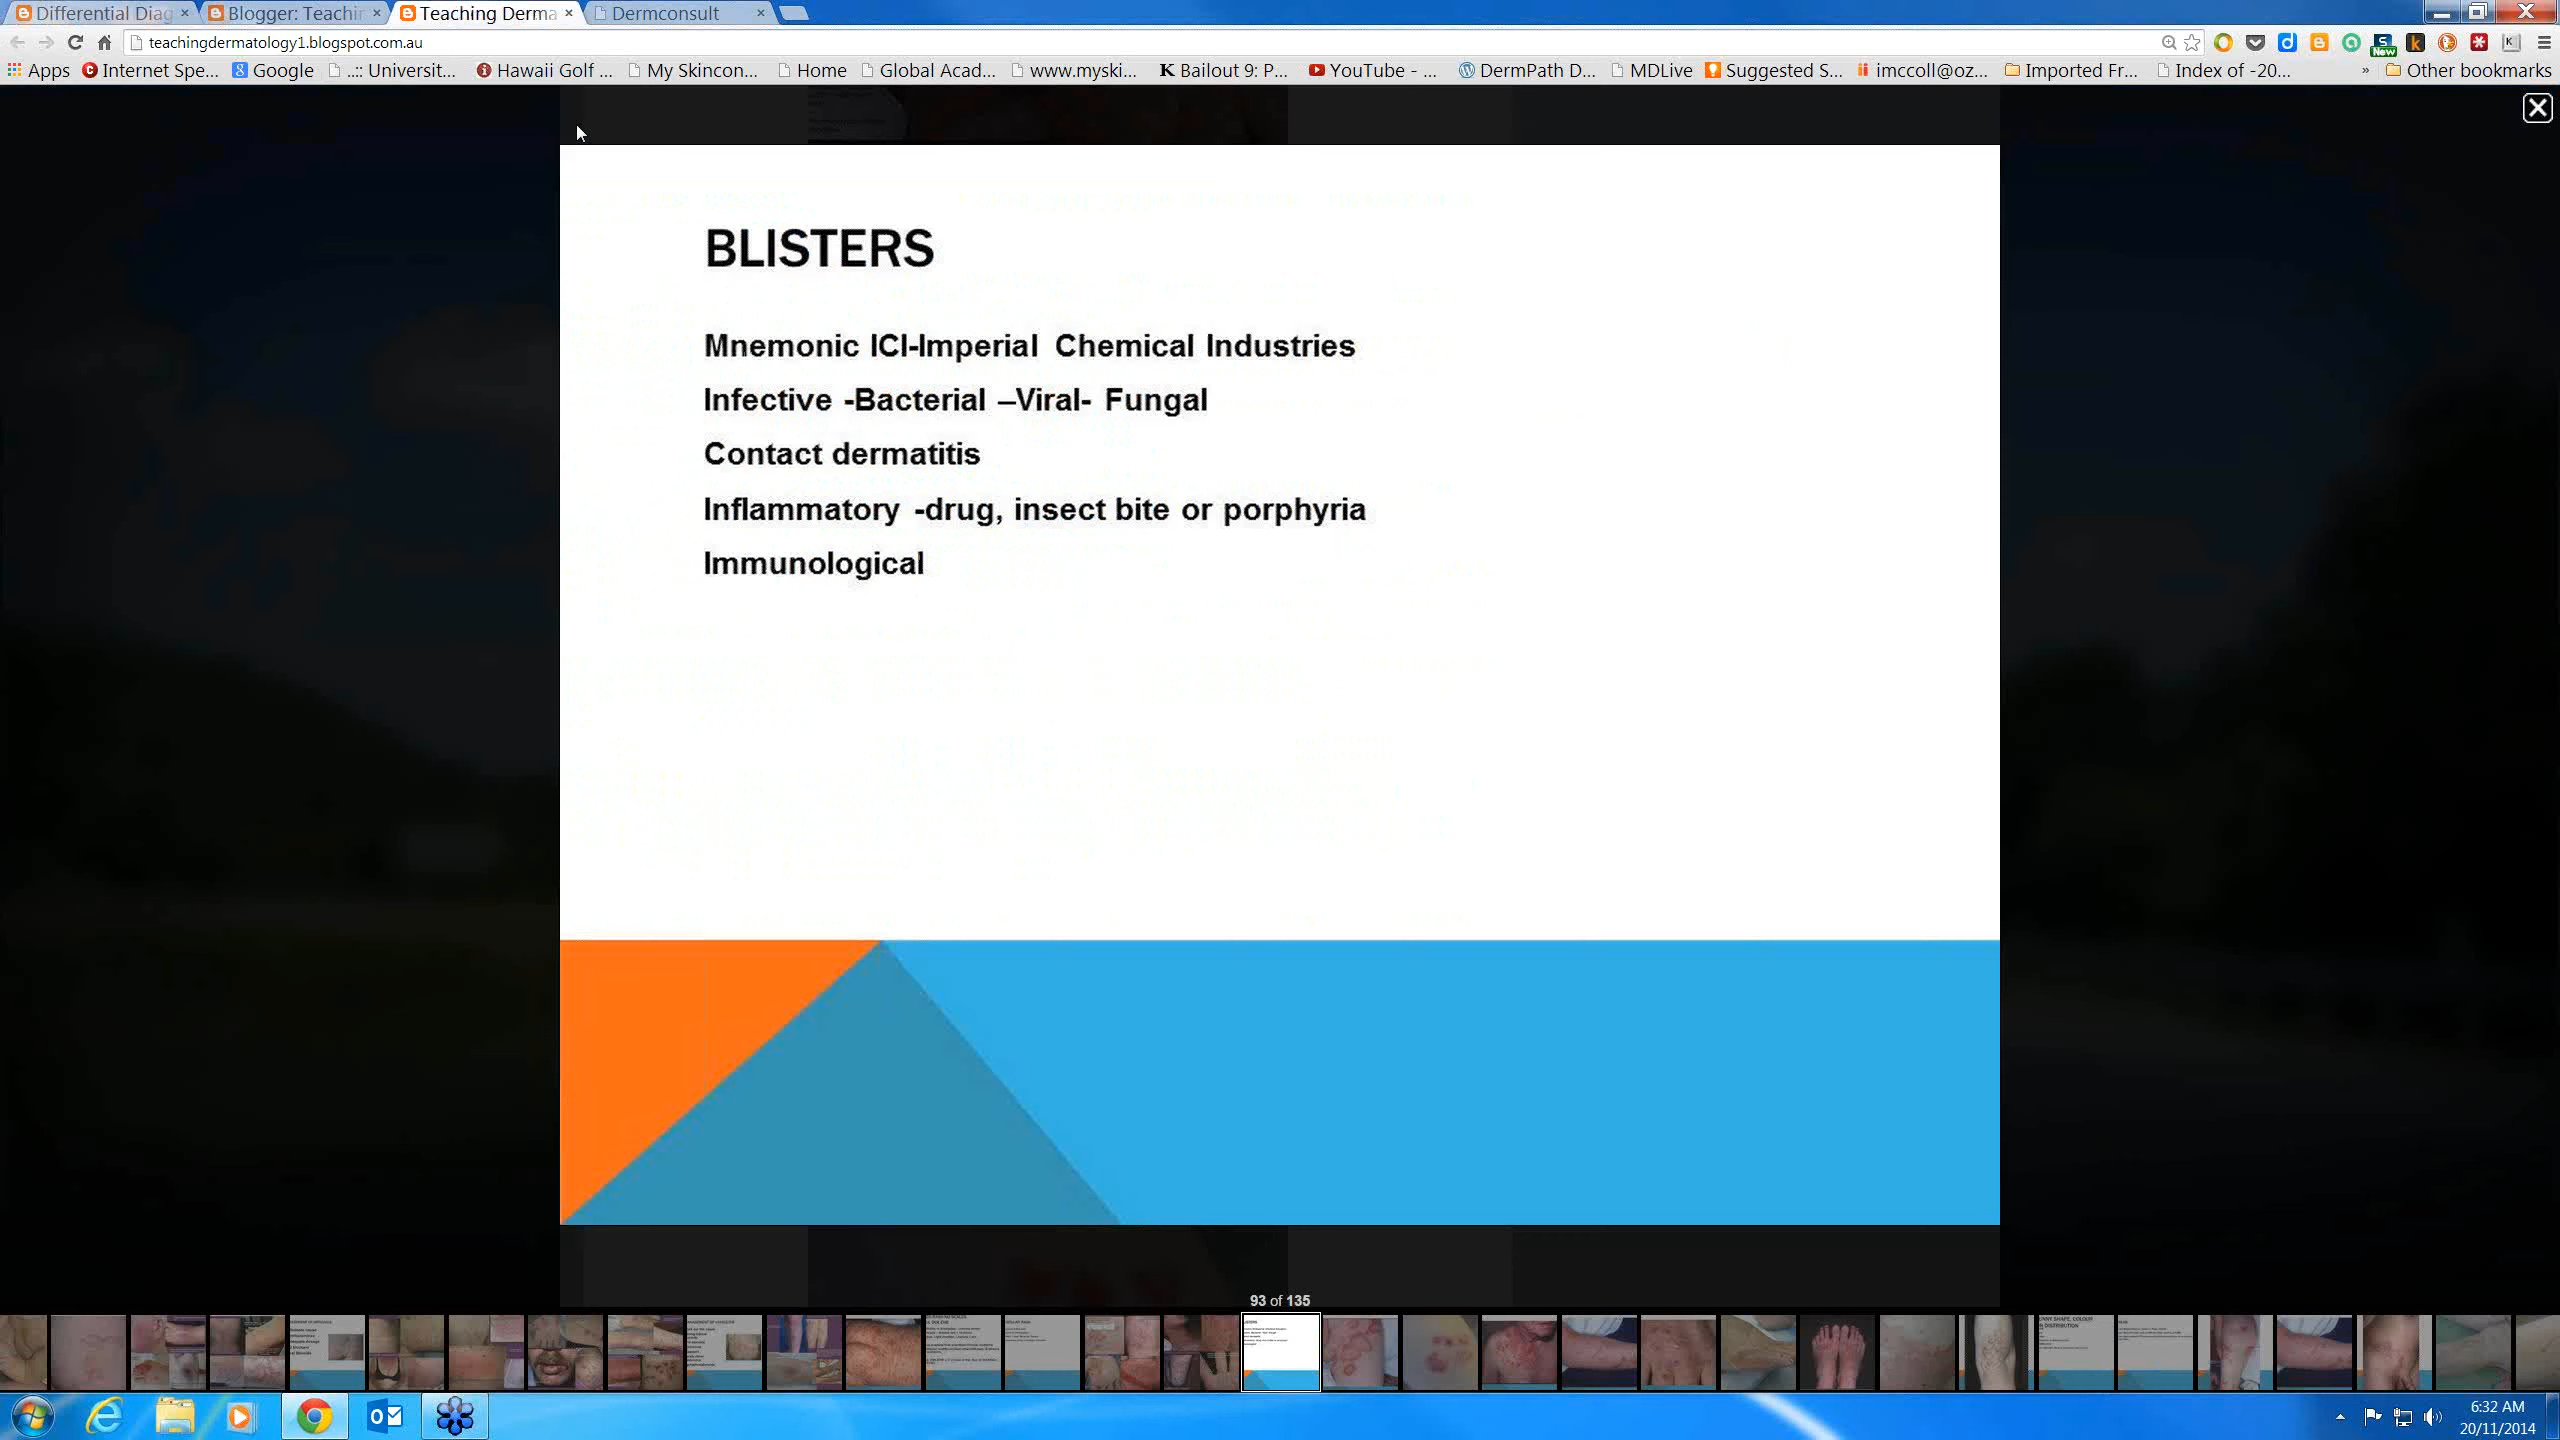 Differential Diag
Blogger: Teachin
Teaching Derma
Dermconsult
teachingdermatology1.blogspot.com.au
Apps
Internet Spe...
Google
..:: Universit...
Hawaii Golf ...
My Skincon...
Home
Global Acad...
www.myski...
Bailout 9: P...
YouTube - ...
DermPath D...
MDLive
Suggested S...
imccoll@oz...
Imported Fr...
Index of -20...
»
Other bookmarks
BLISTERS
Mnemonic ICI-Imperial Chemical Industries
Infective -Bacterial –Viral- Fungal
Contact dermatitis
Inflammatory -drug, insect bite or porphyria
Immunological
93 of 135
6:32 AM
20/11/2014